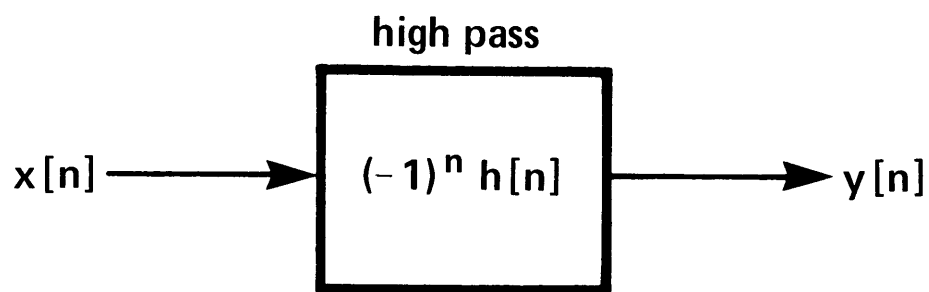 high pass
x[n]
(-1)ⁿ h[n]
y[n]